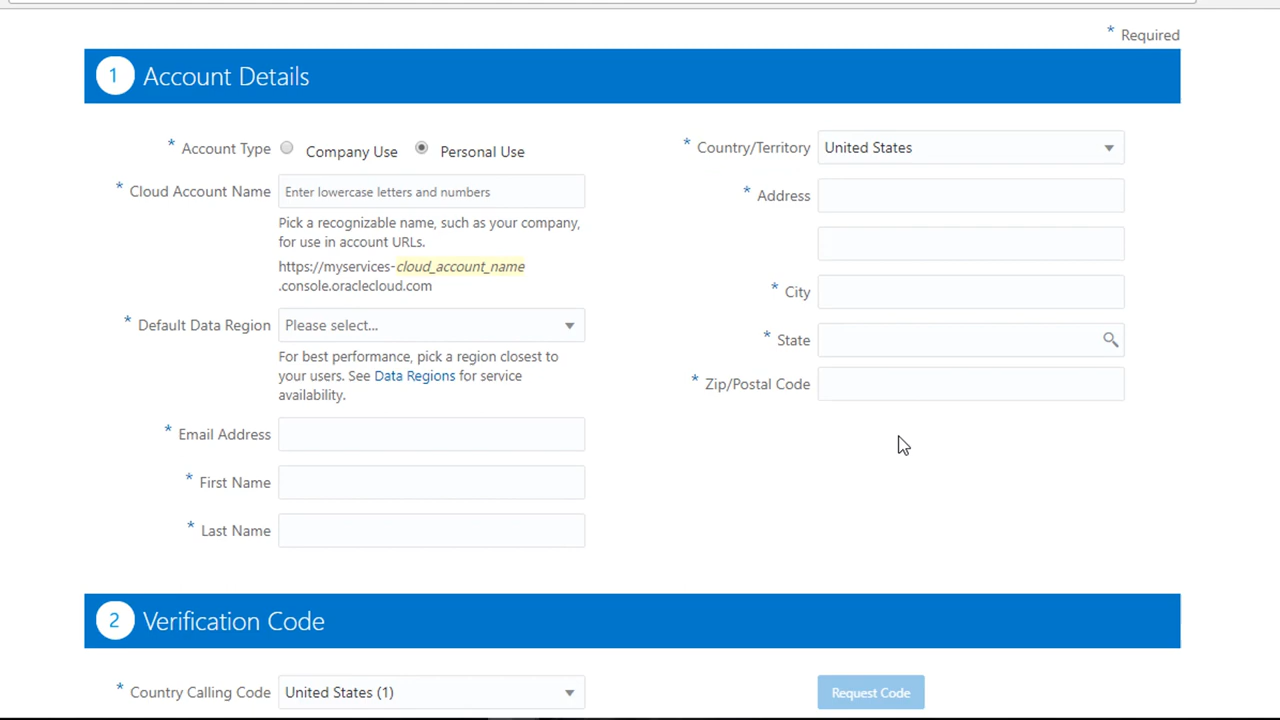 * Required
1 Account Details
* Account Type Company Use Personal Use
* Cloud Account Name Enter lowercase letters and numbers
Pick a recognizable name, such as your company,
for use in account URLs.
https://myservices-cloud_account_name
.console.oraclecloud.com
* Default Data Region Please select...
For best performance, pick a region closest to
your users. See Data Regions for service
availability.
* Email Address
* First Name
* Last Name
* Country/Territory United States
* Address
* City
* State
* Zip/Postal Code
2 Verification Code
* Country Calling Code United States (1)
Request Code